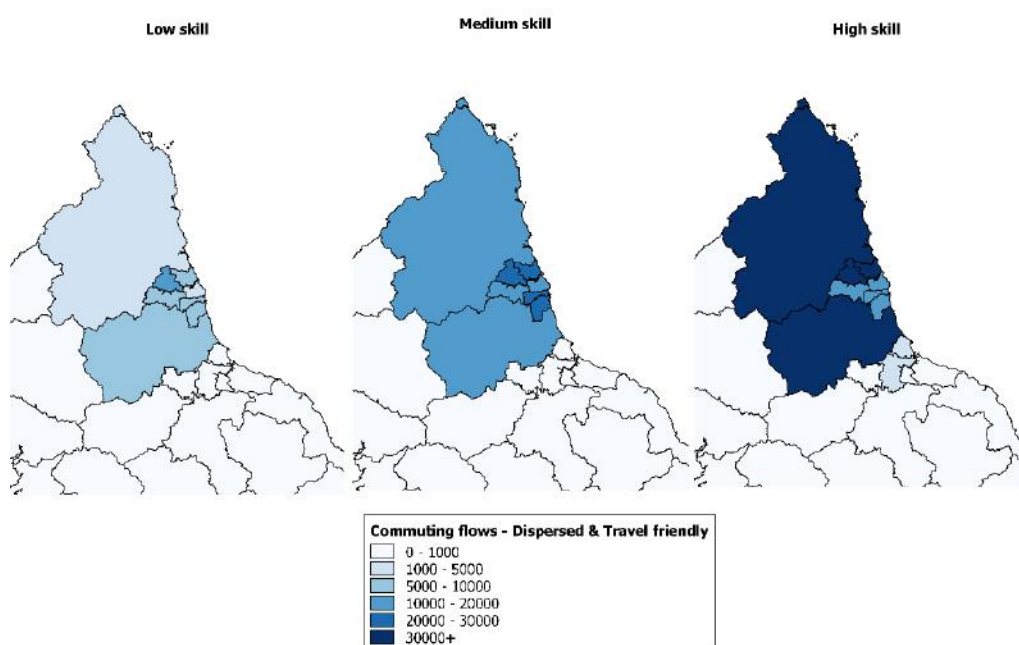 Low skill
Medium skill
High skill
Commuting flows - Dispersed & Travel friendly
0 - 1000
1000 - 5000
5000 - 10000
10000 - 20000
20000 - 30000
30000+